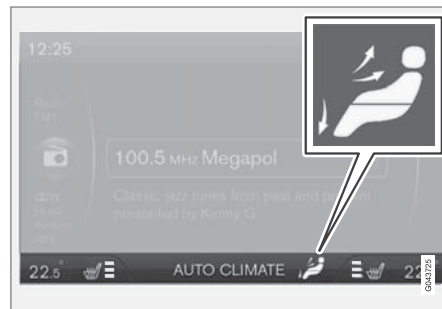 12:25
Radio
FM1
100.5 MHz Megapol
Classic jazz tunes from past and present
presented by Kenny G
22.5° AUTO CLIMATE 22
G043725